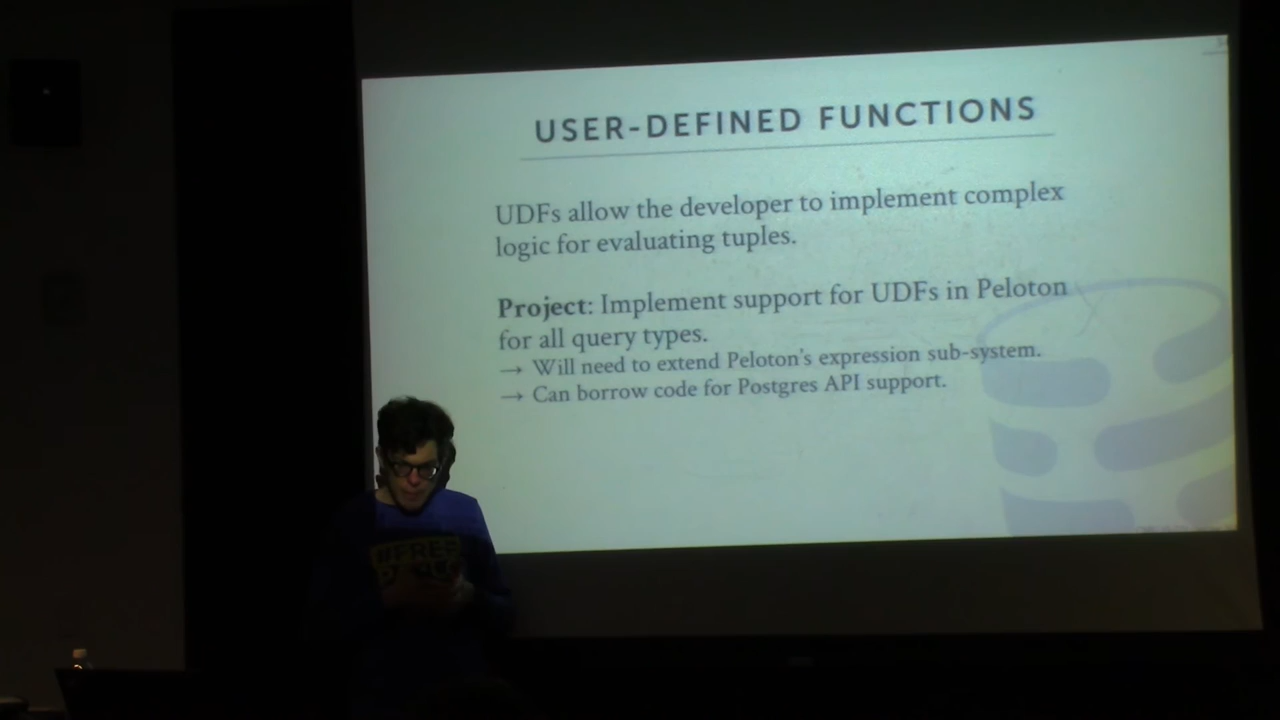 USER-DEFINED FUNCTIONS
UDFs allow the developer to implement complex
logic for evaluating tuples.
Project: Implement support for UDFs in Peloton
for all query types.
→ Will need to extend Peloton's expression sub-system.
→ Can borrow code for Postgres API support.
#FREE